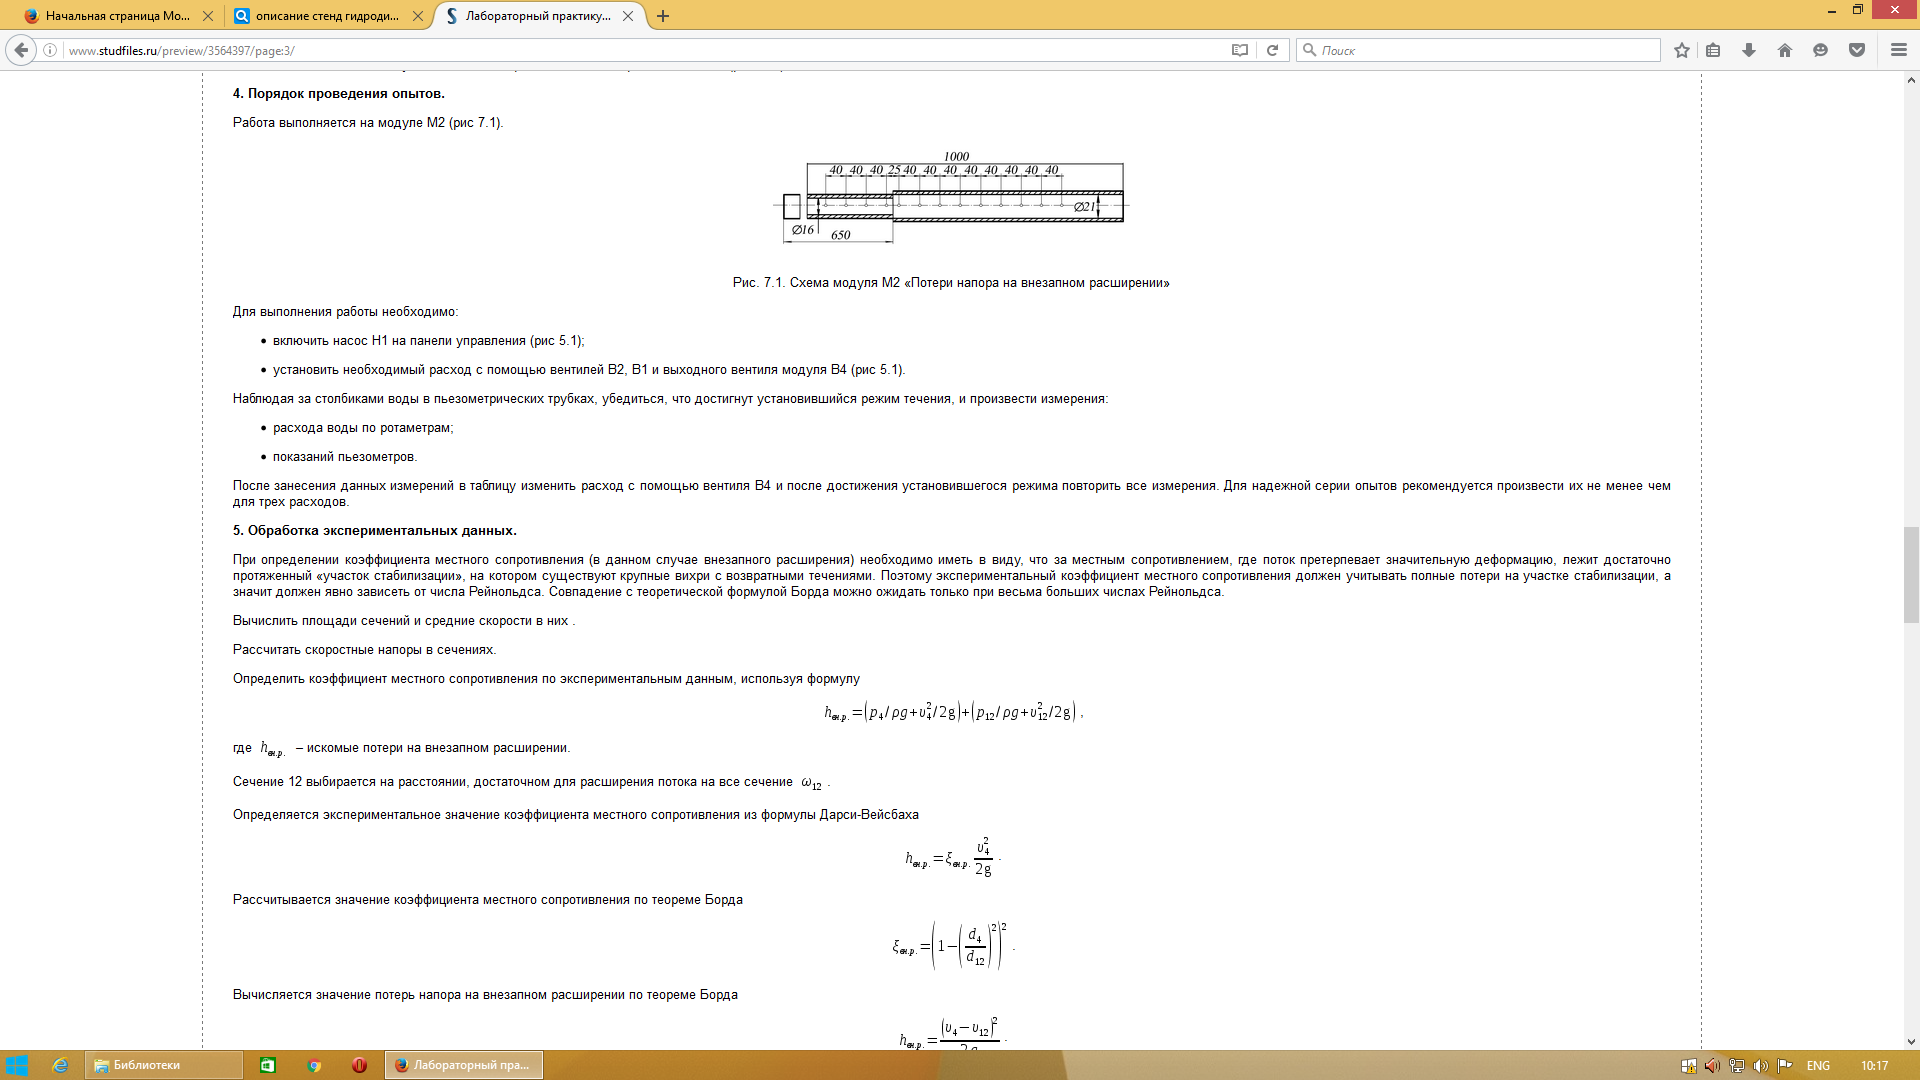 Начальная страница Mo...
описание стенд гидроди...
Лабораторный практику...
www.studfiles.ru/preview/3564397/page:3/
Поиск
4. Порядок проведения опытов.
Работа выполняется на модуле М2 (рис 7.1).
1000
40 40 40 25 40 40 40 40 40 40 40 40
∅21
∅16
650
Рис. 7.1. Схема модуля М2 «Потери напора на внезапном расширении»
Для выполнения работы необходимо:
• включить насос Н1 на панели управления (рис 5.1);
• установить необходимый расход с помощью вентилей В2, В1 и выходного вентиля модуля В4 (рис 5.1).
Наблюдая за столбиками воды в пьезометрических трубках, убедиться, что достигнут установившийся режим течения, и произвести измерения:
• расхода воды по ротаметрам;
• показаний пьезометров.
После занесения данных измерений в таблицу изменить расход с помощью вентиля В4 и после достижения установившегося режима повторить все измерения. Для надежной серии опытов рекомендуется произвести их не менее чем
для трех расходов.
5. Обработка экспериментальных данных.
При определении коэффициента местного сопротивления (в данном случае внезапного расширения) необходимо иметь в виду, что за местным сопротивлением, где поток претерпевает значительную деформацию, лежит достаточно
протяженный «участок стабилизации», на котором существуют крупные вихри с возвратными течениями. Поэтому экспериментальный коэффициент местного сопротивления должен учитывать полные потери на участке стабилизации, а
значит должен явно зависеть от числа Рейнольдса. Совпадение с теоретической формулой Борда можно ожидать только при весьма больших числах Рейнольдса.
Вычислить площади сечений и средние скорости в них .
Рассчитать скоростные напоры в сечениях.
Определить коэффициент местного сопротивления по экспериментальным данным, используя формулу
h вн.р. = (p4/ρg+υ4²/2g)+(p12/ρg+υ12²/2g) ,
где h вн.р. – искомые потери на внезапном расширении.
Сечение 12 выбирается на расстоянии, достаточном для расширения потока на все сечение ω12 .
Определяется экспериментальное значение коэффициента местного сопротивления из формулы Дарси-Вейсбаха
h вн.р. = ξ вн.р. υ4²/2g .
Рассчитывается значение коэффициента местного сопротивления по теореме Борда
ξ вн.р. = (1−(d4/d12)²)² .
Вычисляется значение потерь напора на внезапном расширении по теореме Борда
h вн.р. = (υ4−υ12)²/2g .
Библиотеки
Лабораторный пра...
ENG
10:17